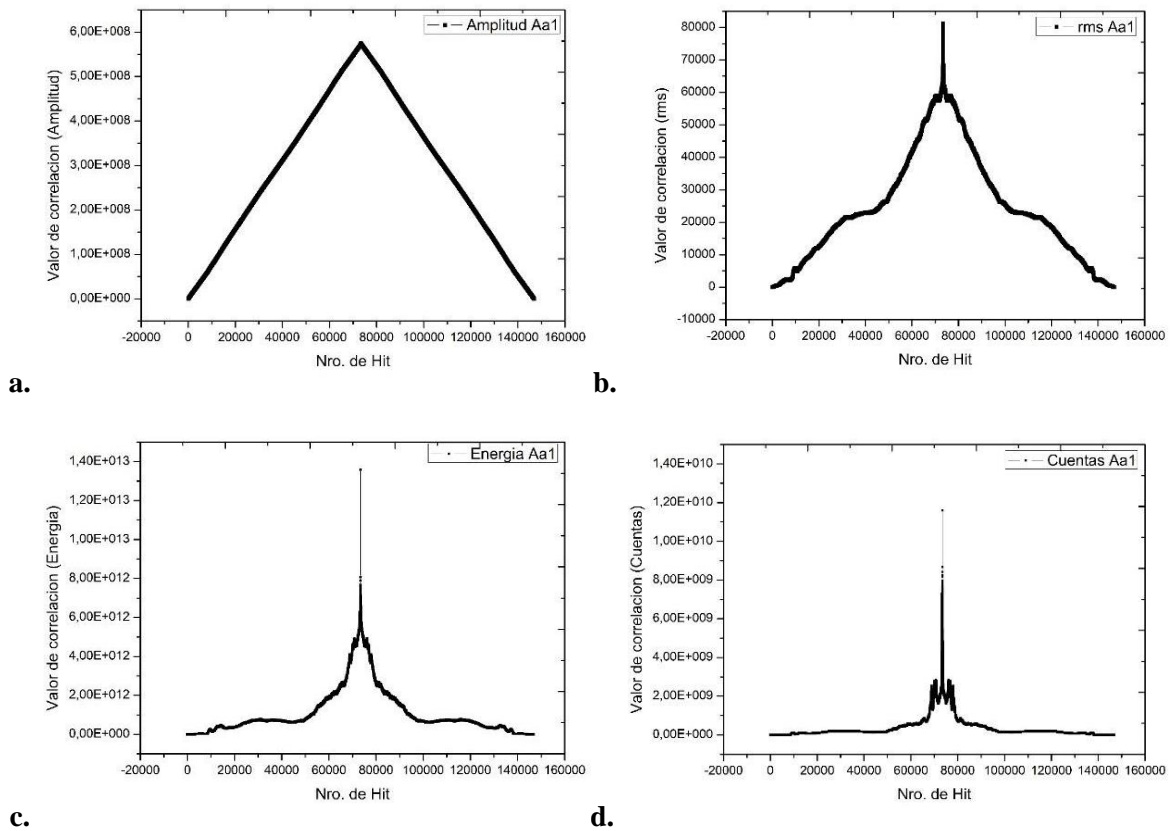 Amplitud Aa1
6,00E+008
5,00E+008
4,00E+008
3,00E+008
2,00E+008
1,00E+008
0,00E+000
Valor de correlacion (Amplitud)
-20000 0 20000 40000 60000 80000 100000 120000 140000 160000
Nro. de Hit
a.
rms Aa1
80000
70000
60000
50000
40000
30000
20000
10000
0
-10000
Valor de correlacion (rms)
-20000 0 20000 40000 60000 80000 100000 120000 140000 160000
Nro. de Hit
b.
Energia Aa1
1,40E+013
1,20E+013
1,00E+013
8,00E+012
6,00E+012
4,00E+012
2,00E+012
0,00E+000
Valor de correlacion (Energia)
-20000 0 20000 40000 60000 80000 100000 120000 140000 160000
Nro. de Hit
c.
Cuentas Aa1
1,40E+010
1,20E+010
1,00E+010
8,00E+009
6,00E+009
4,00E+009
2,00E+009
0,00E+000
Valor de correlacion (Cuentas)
-20000 0 20000 40000 60000 80000 100000 120000 140000 160000
Nro. de Hit
d.